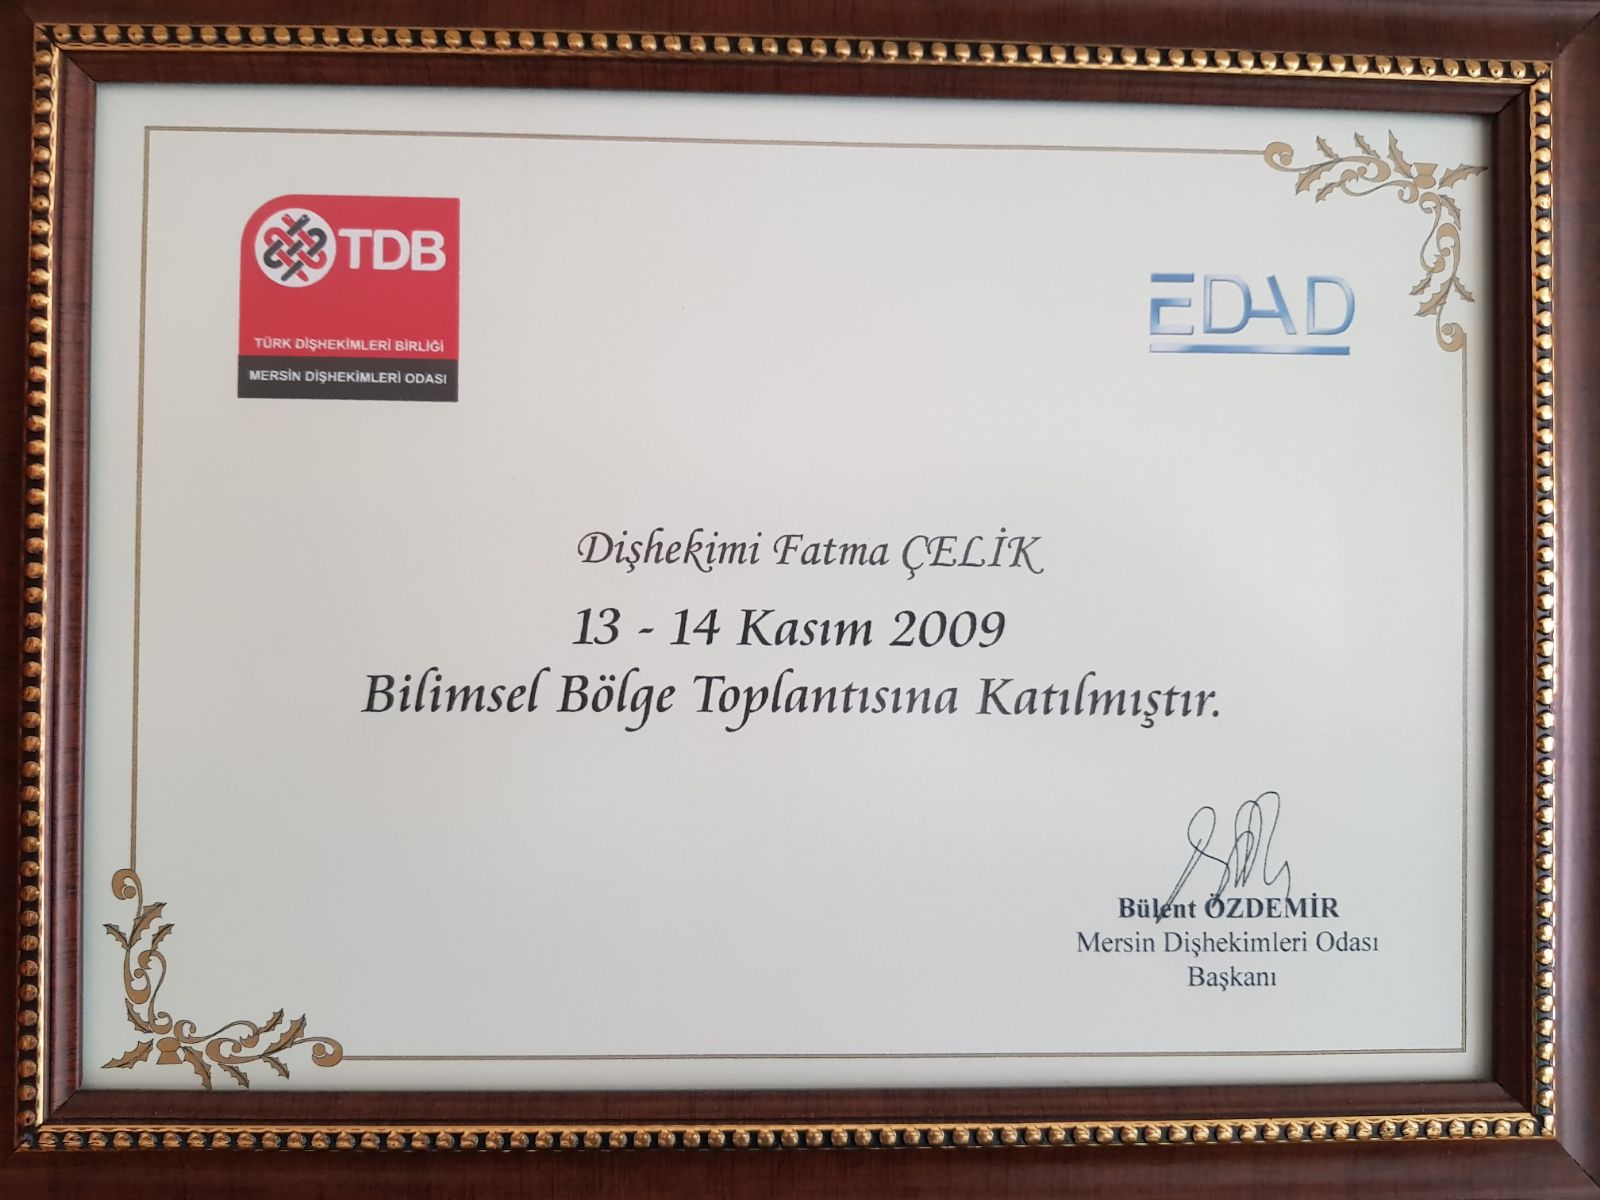 TDB
TÜRK DİŞHEKİMLERİ BİRLİĞİ
MERSİN DİŞHEKİMLERİ ODASI
EDAD
Dişhekimi Fatma ÇELİK
13 - 14 Kasım 2009
Bilimsel Bölge Toplantısına Katılmıştır.
Bülent ÖZDEMİR
Mersin Dişhekimleri Odası
Başkanı